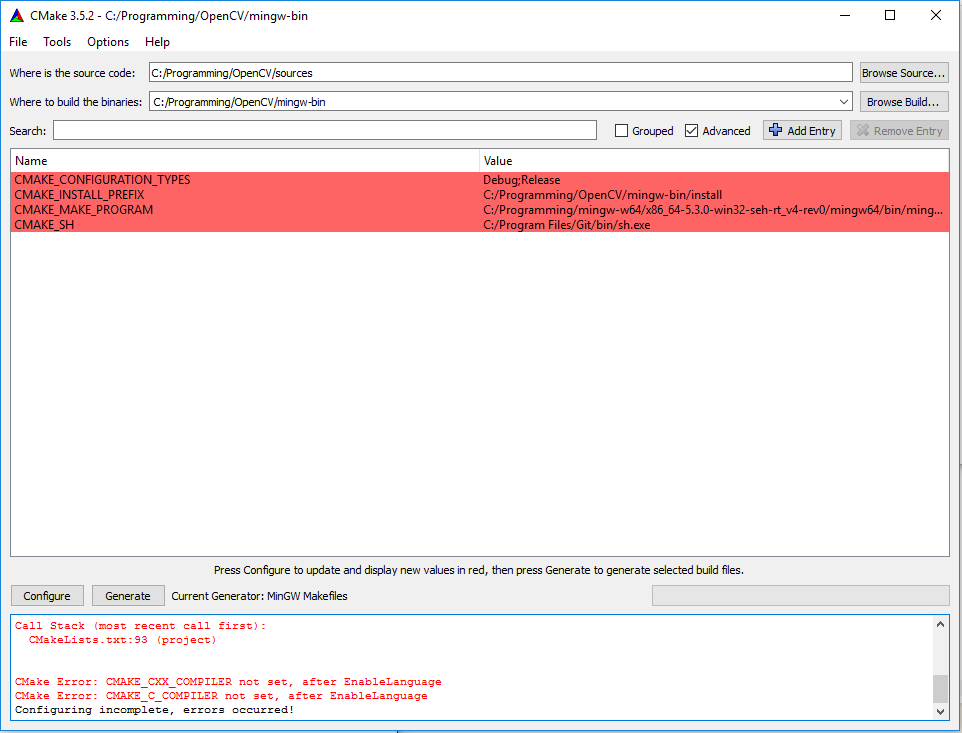 CMake 3.5.2 - C:/Programming/OpenCV/mingw-bin
File Tools Options Help
Where is the source code: C:/Programming/OpenCV/sources Browse Source...
Where to build the binaries: C:/Programming/OpenCV/mingw-bin Browse Build...
Search: Grouped Advanced Add Entry Remove Entry
Name Value
CMAKE_CONFIGURATION_TYPES Debug;Release
CMAKE_INSTALL_PREFIX C:/Programming/OpenCV/mingw-bin/install
CMAKE_MAKE_PROGRAM C:/Programming/mingw-w64/x86_64-5.3.0-win32-seh-rt_v4-rev0/mingw64/bin/ming...
CMAKE_SH C:/Program Files/Git/bin/sh.exe
Press Configure to update and display new values in red, then press Generate to generate selected build files.
Configure Generate Current Generator: MinGW Makefiles
Call Stack (most recent call first):
CMakeLists.txt:93 (project)
CMake Error: CMAKE_CXX_COMPILER not set, after EnableLanguage
CMake Error: CMAKE_C_COMPILER not set, after EnableLanguage
Configuring incomplete, errors occurred!